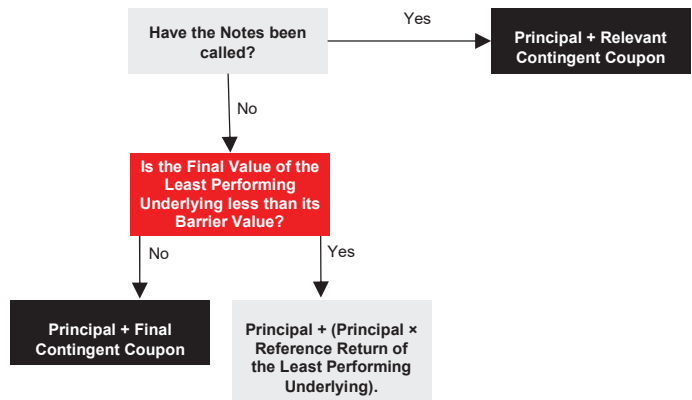 Have the Notes been
called?
Yes
Principal + Relevant
Contingent Coupon
No
Is the Final Value of the
Least Performing
Underlying less than its
Barrier Value?
No
Yes
Principal + Final
Contingent Coupon
Principal + (Principal ×
Reference Return of
the Least Performing
Underlying).